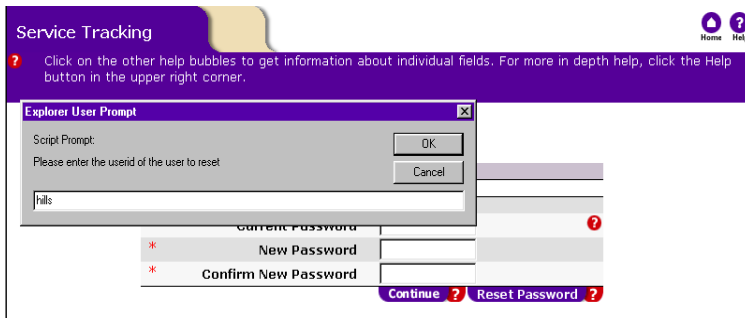 Service Tracking
Home Help
? Click on the other help bubbles to get information about individual fields. For more in depth help, click the Help
button in the upper right corner.
Explorer User Prompt
Script Prompt:
OK
Please enter the userid of the user to reset
Cancel
hills
Current Password ?
* New Password
* Confirm New Password
Continue ? Reset Password ?